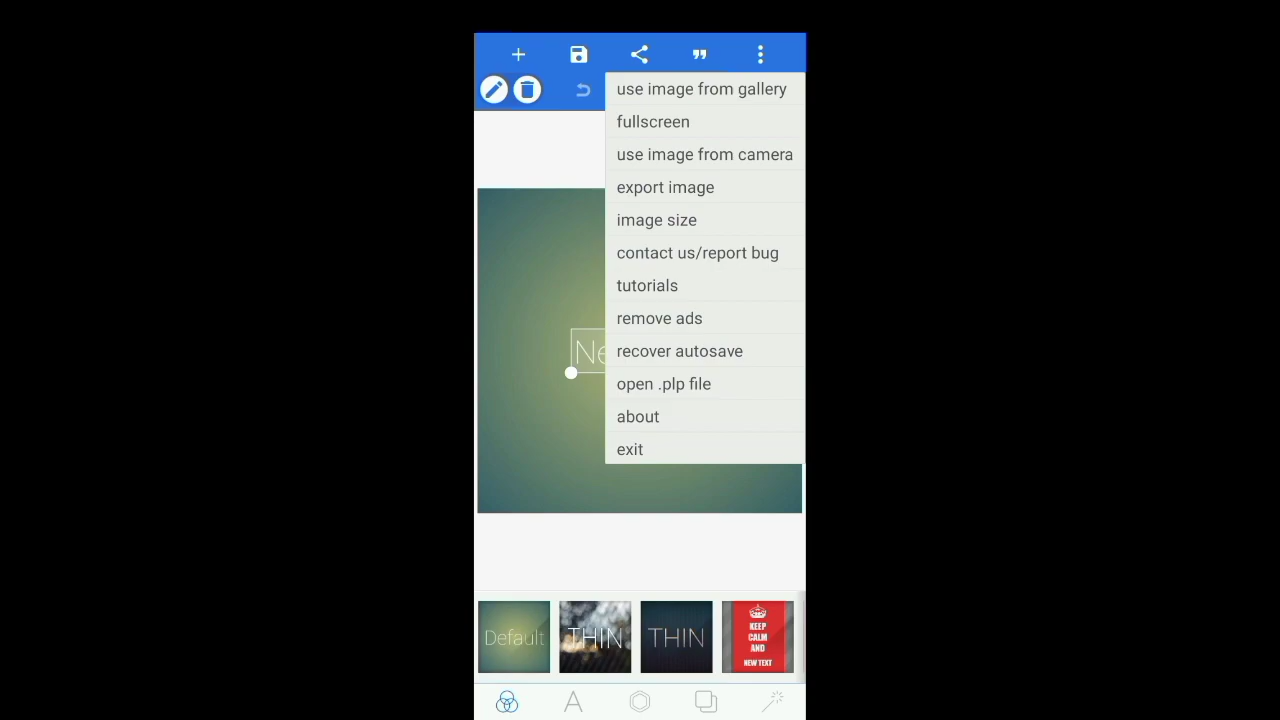 use image from gallery
fullscreen
use image from camera
export image
image size
contact us/report bug
tutorials
remove ads
recover autosave
open .plp file
about
exit
Ne
Default
THIN
THIN
KEEP
CALM
AND
NEW TEXT
A